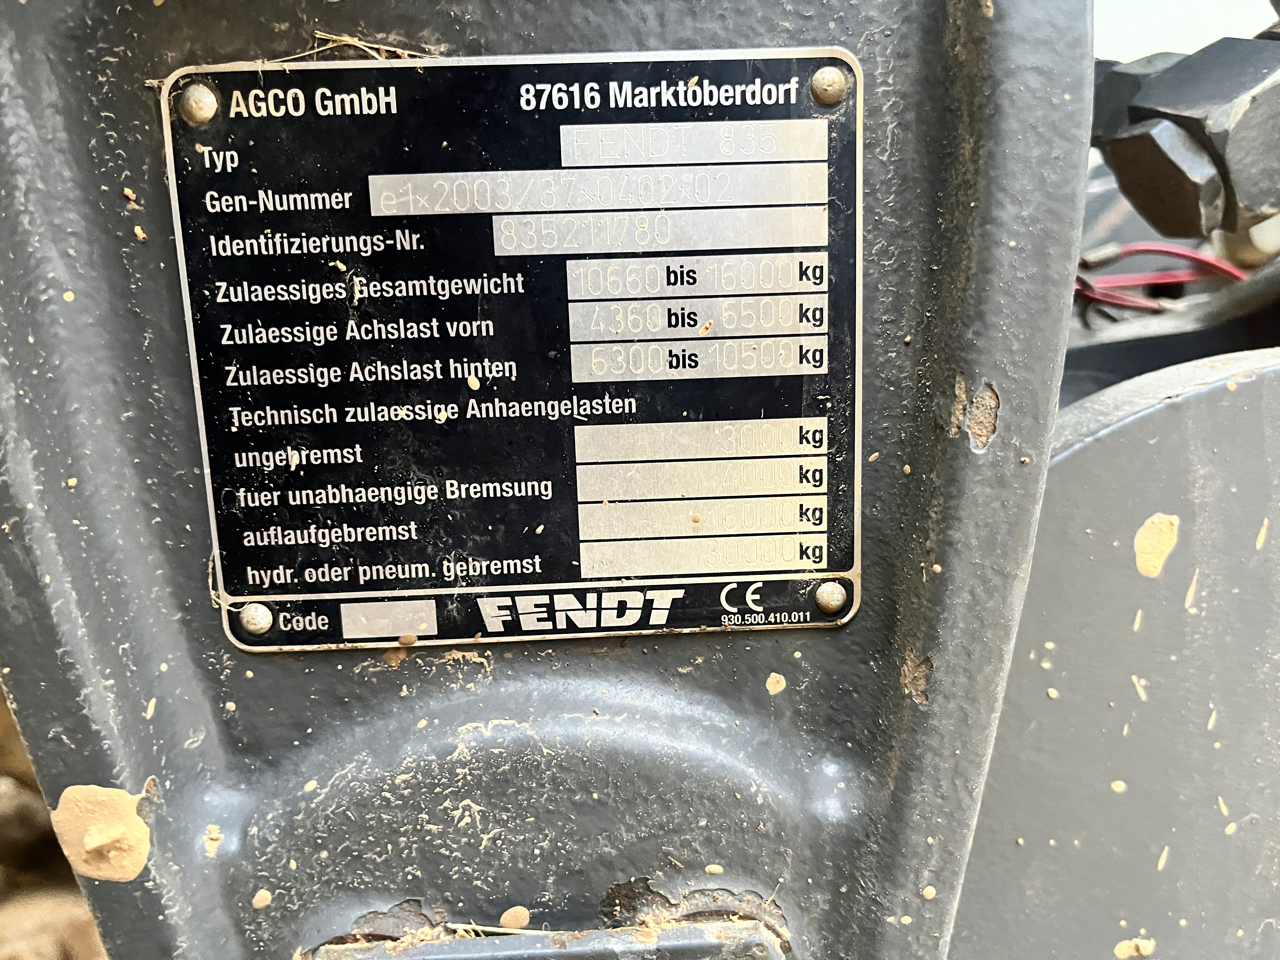 AGCO GmbH 87616 Marktoberdorf
Typ FENDT 835
Gen-Nummer e1*2003/37*0402*02
Identifizierungs-Nr. 835211780
Zulaessiges Gesamtgewicht 10660 bis 16000 kg
Zulaessige Achslast vorn 4360 bis 6500 kg
Zulaessige Achslast hinten 6300 bis 10500 kg
Technisch zulaessige Anhaengelasten
ungebremst 3000 kg
fuer unabhaengige Bremsung 4000 kg
auflaufgebremst 16000 kg
hydr. oder pneum. gebremst 30000 kg
Code FENDT CE
930.500.410.011